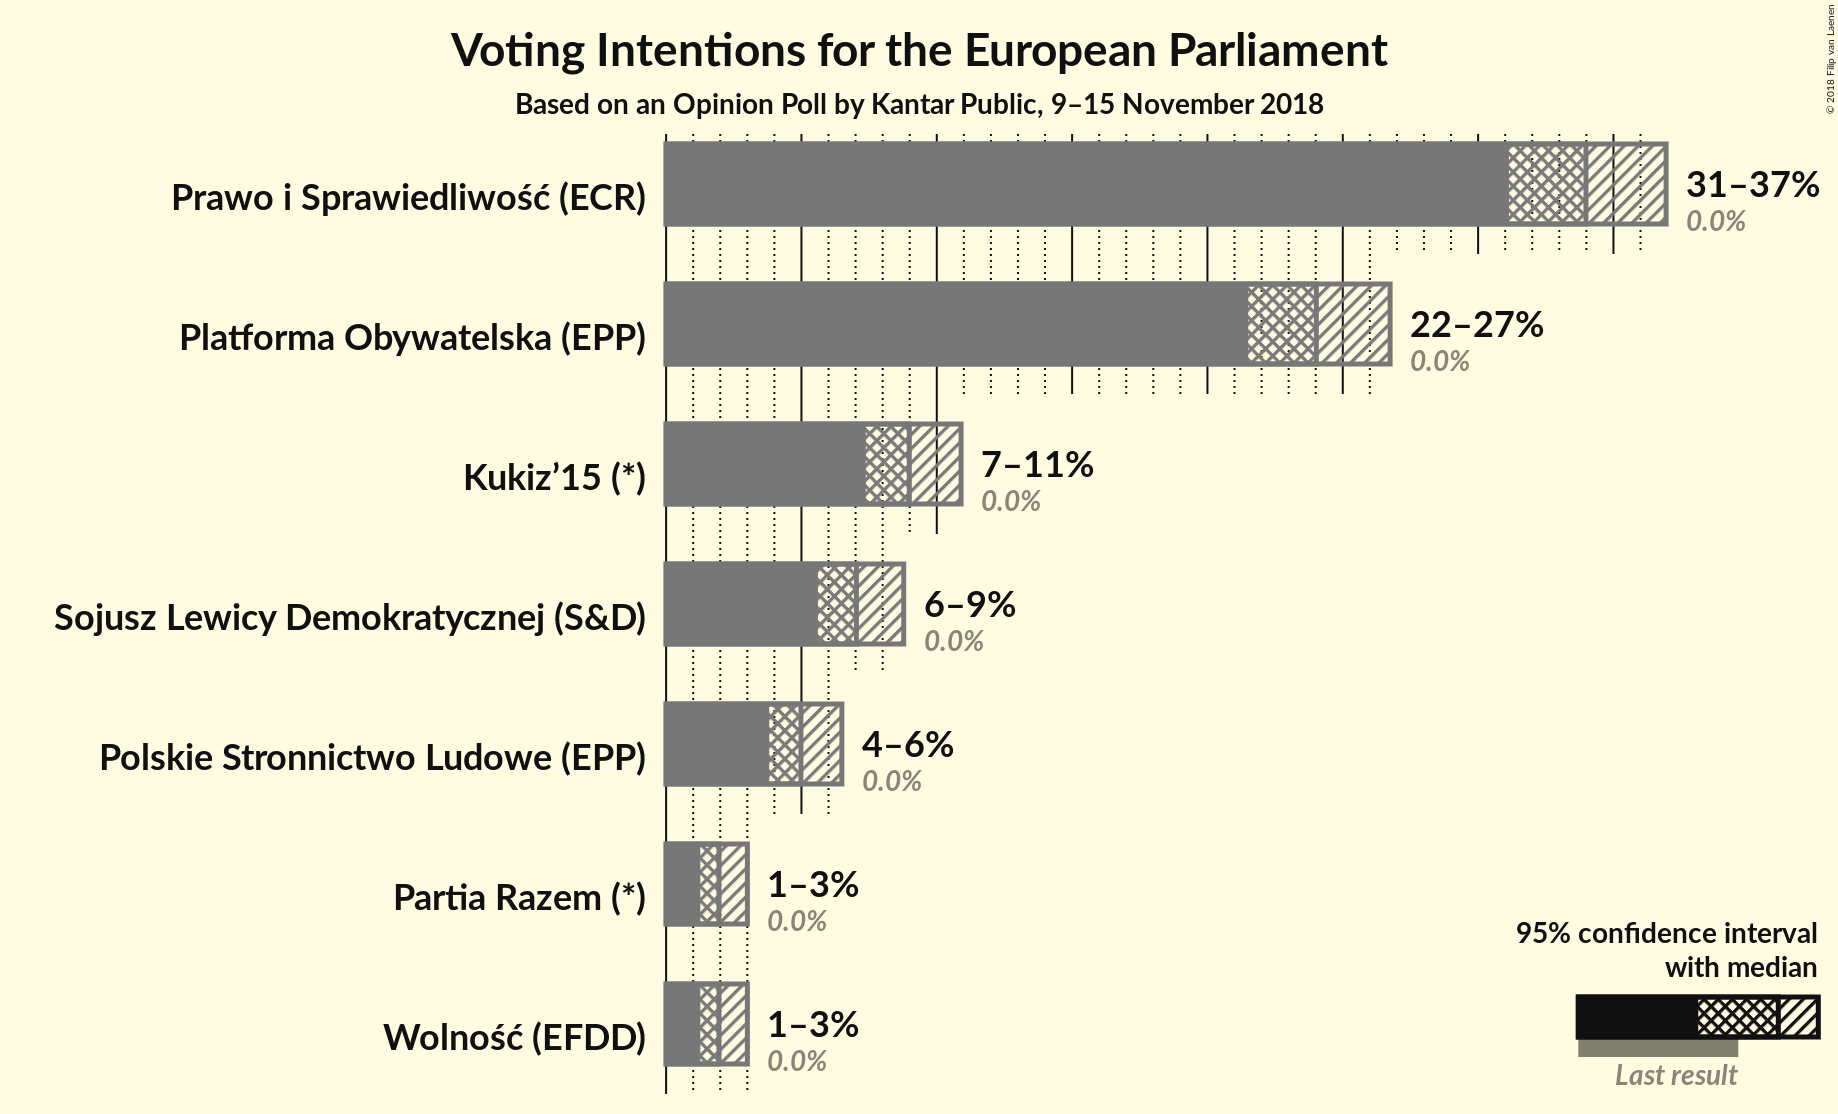 Voting Intentions for the European Parliament
Based on an Opinion Poll by Kantar Public, 9–15 November 2018
© 2018 Filip van Laenen
Prawo i Sprawiedliwość (ECR)
31–37%
0.0%
Platforma Obywatelska (EPP)
22–27%
0.0%
Kukiz’15 (*)
7–11%
0.0%
Sojusz Lewicy Demokratycznej (S&D)
6–9%
0.0%
Polskie Stronnictwo Ludowe (EPP)
4–6%
0.0%
Partia Razem (*)
1–3%
0.0%
Wolność (EFDD)
1–3%
0.0%
95% confidence interval
with median
Last result